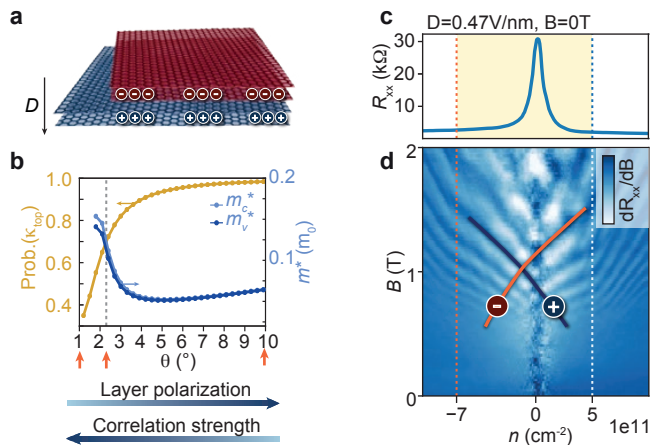 a
D
− − − − − − − − −
+ + + + + + + + +
b
Prob.(κtop)
1.0
0.8
0.6
0.4
0.2
0.1
0
m* (m0)
mc*
mv*
1 2 3 4 5 6 7 8 9 10
θ (°)
Layer polarization
Correlation strength
c
D=0.47V/nm, B=0T
Rxx (kΩ)
30
20
10
d
dRxx/dB
B (T)
2
1
0
− +
−7 0 5 1e11
n (cm-2)